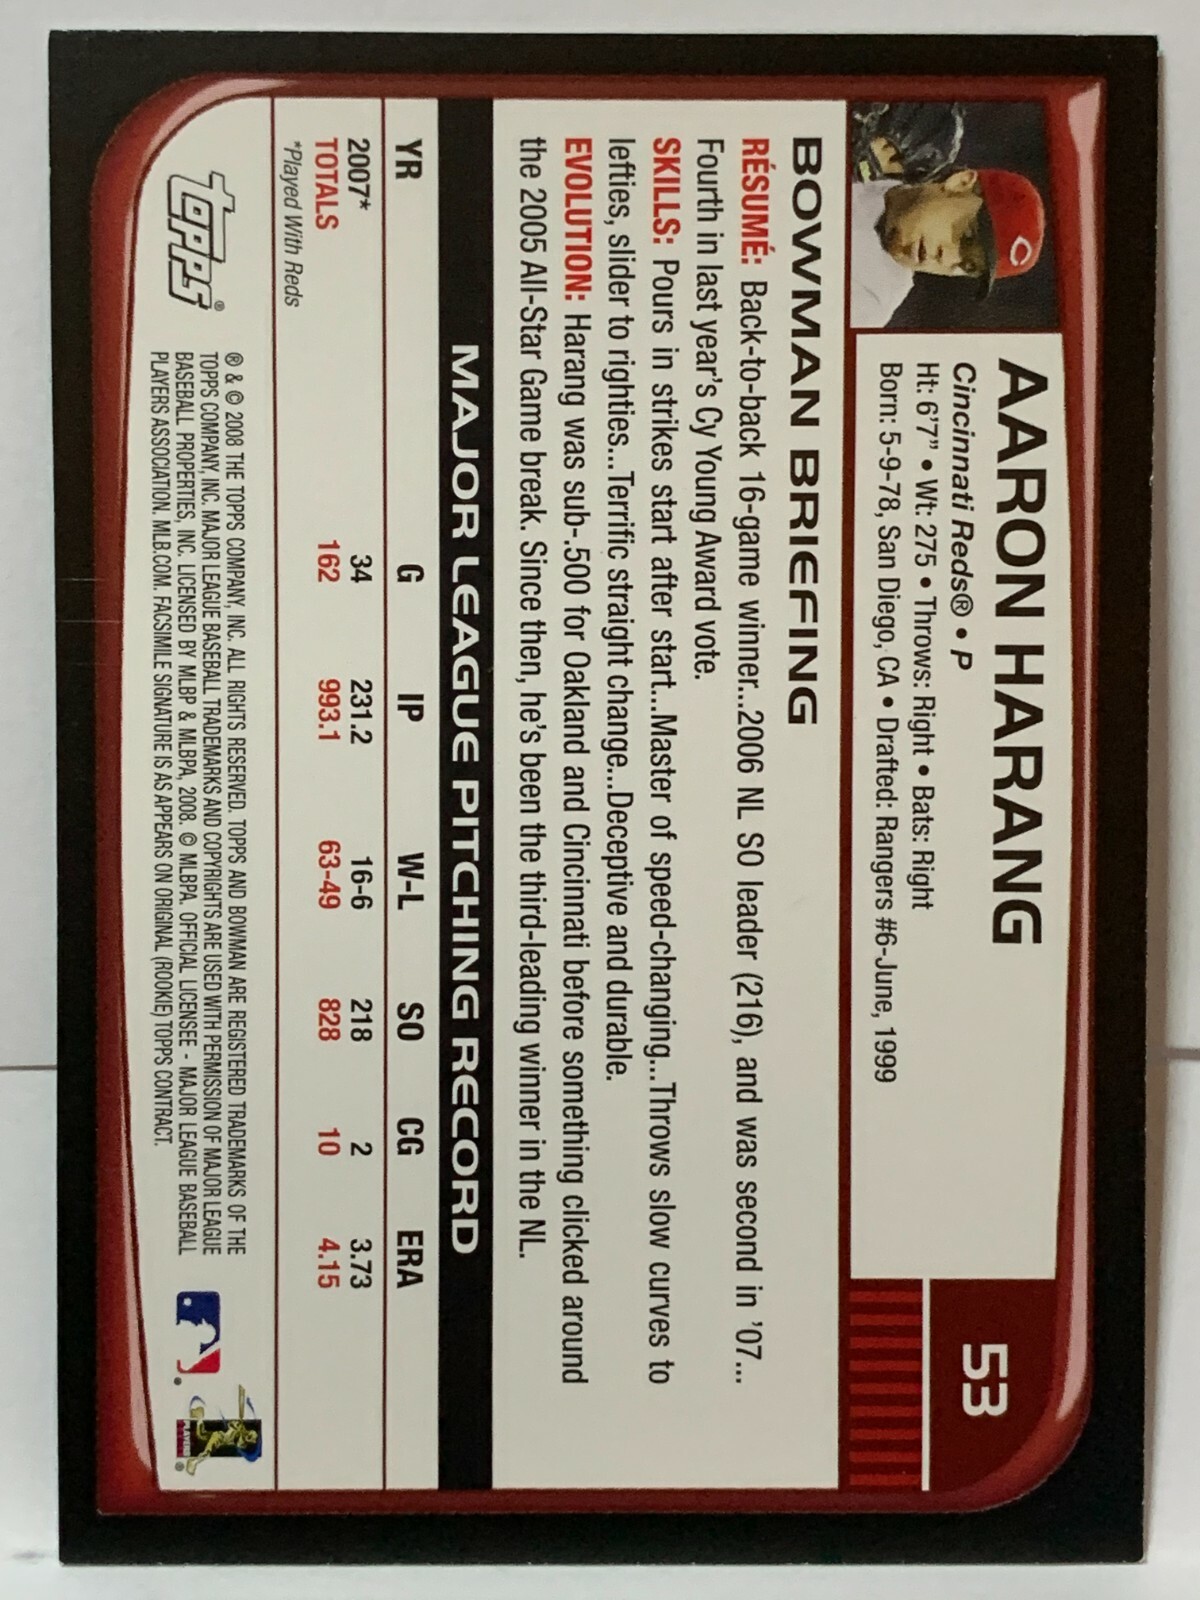 AARON HARANG
53
Cincinnati Reds® • P
Ht: 6'7" • Wt: 275 • Throws: Right • Bats: Right
Born: 5-9-78, San Diego, CA • Drafted: Rangers #6-June, 1999
C
BOWMAN BRIEFING
RÉSUMÉ: Back-to-back 16-game winner...2006 NL SO leader (216), and was second in '07...
Fourth in last year's Cy Young Award vote.
SKILLS: Pours in strikes start after start...Master of speed-changing...Throws slow curves to
lefties, slider to righties...Terrific straight change...Deceptive and durable.
EVOLUTION: Harang was sub-.500 for Oakland and Cincinnati before something clicked around
the 2005 All-Star Game break. Since then, he's been the third-leading winner in the NL.
MAJOR LEAGUE PITCHING RECORD
YR G IP W-L SO CG ERA
2007* 34 231.2 16-6 218 2 3.73
TOTALS 162 993.1 63-49 828 10 4.15
*Played With Reds
topps®
® & © 2008 THE TOPPS COMPANY, INC. ALL RIGHTS RESERVED. TOPPS AND BOWMAN ARE REGISTERED TRADEMARKS OF THE
TOPPS COMPANY, INC. MAJOR LEAGUE BASEBALL TRADEMARKS AND COPYRIGHTS ARE USED WITH PERMISSION OF MAJOR LEAGUE
BASEBALL PROPERTIES, INC. LICENSED BY MLBP & MLBPA, 2008. © MLBPA. OFFICIAL LICENSEE - MAJOR LEAGUE BASEBALL
PLAYERS ASSOCIATION. MLB.COM. FACSIMILE SIGNATURE IS AS APPEARS ON ORIGINAL (ROOKIE) TOPPS CONTRACT.